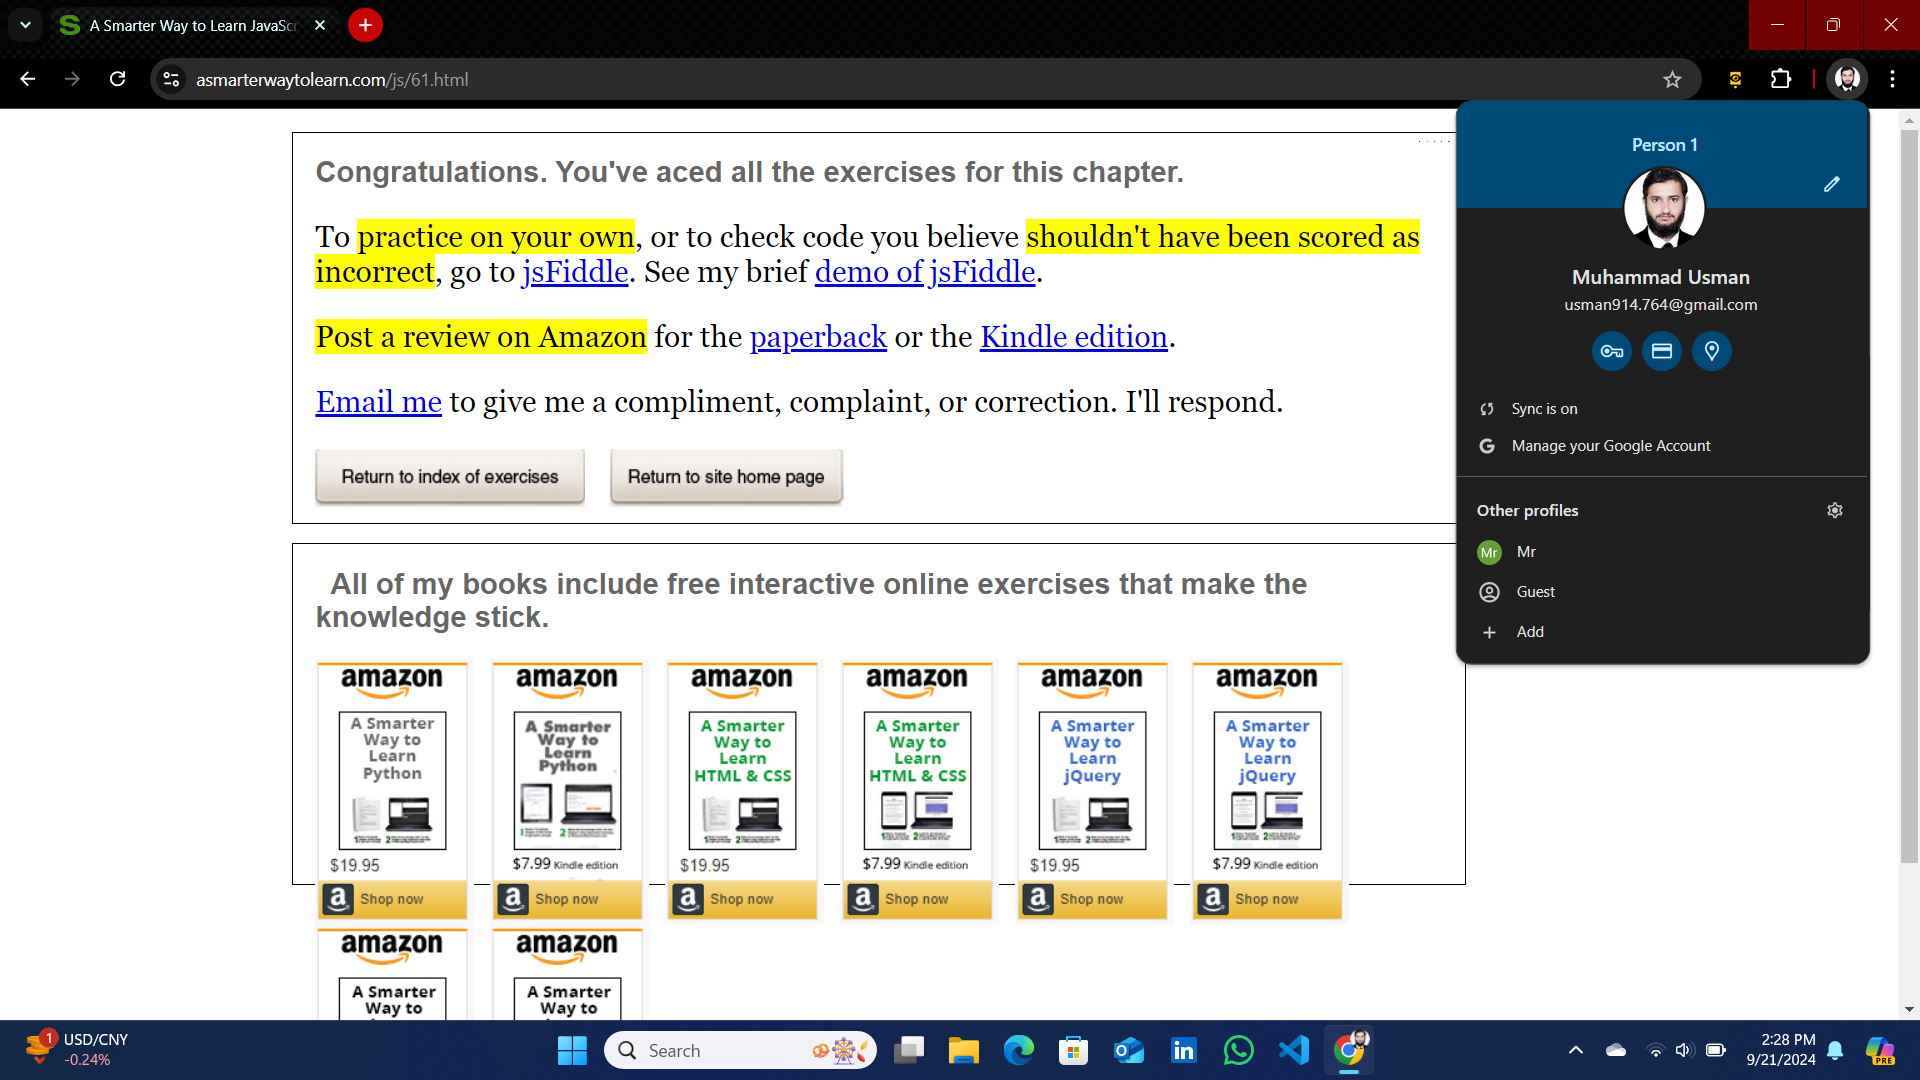 A Smarter Way to Learn JavaScr
asmarterwaytolearn.com/js/61.html
Congratulations. You've aced all the exercises for this chapter.
To practice on your own, or to check code you believe shouldn't have been scored as
incorrect, go to jsFiddle. See my brief demo of jsFiddle.
Post a review on Amazon for the paperback or the Kindle edition.
Email me to give me a compliment, complaint, or correction. I'll respond.
Return to index of exercises
Return to site home page
Person 1
Muhammad Usman
usman914.764@gmail.com
Sync is on
Manage your Google Account
Other profiles
Mr Mr
Guest
Add
All of my books include free interactive online exercises that make the
knowledge stick.
amazon
A Smarter
Way to
Learn
Python
$19.95
Shop now
amazon
A Smarter
Way to
Learn
Python
$7.99 Kindle edition
Shop now
amazon
A Smarter
Way to
Learn
HTML & CSS
$19.95
Shop now
amazon
A Smarter
Way to
Learn
HTML & CSS
$7.99 Kindle edition
Shop now
amazon
A Smarter
Way to
Learn
jQuery
$19.95
Shop now
amazon
A Smarter
Way to
Learn
jQuery
$7.99 Kindle edition
Shop now
amazon
A Smarter
Way to
amazon
A Smarter
Way to
1
USD/CNY
-0.24%
Search
2:28 PM
9/21/2024
PRE